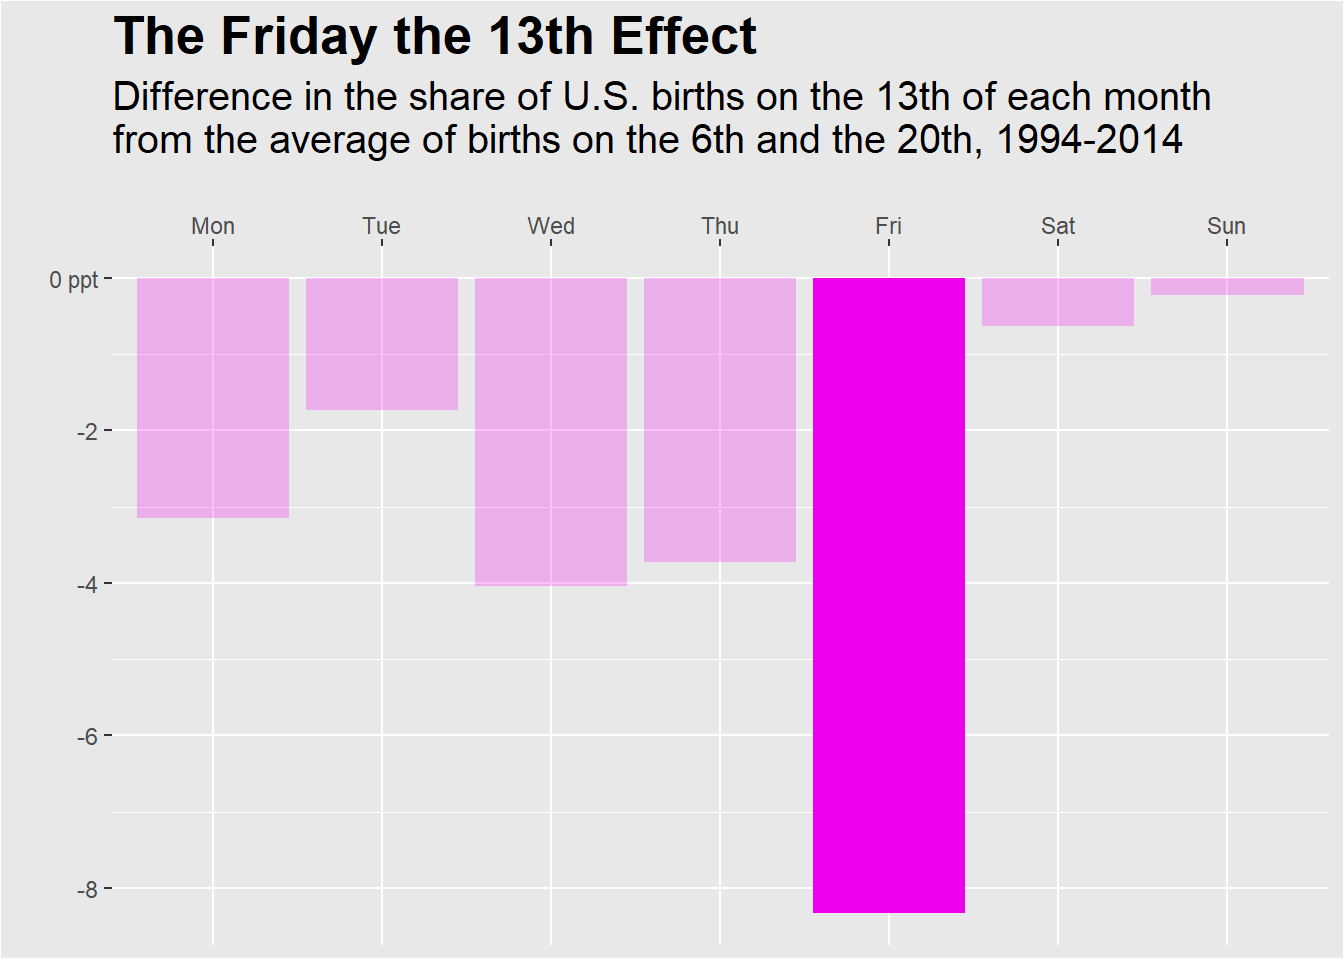 The Friday the 13th Effect
Difference in the share of U.S. births on the 13th of each month
from the average of births on the 6th and the 20th, 1994-2014
Mon Tue Wed Thu Fri Sat Sun
0 ppt
-2
-4
-6
-8